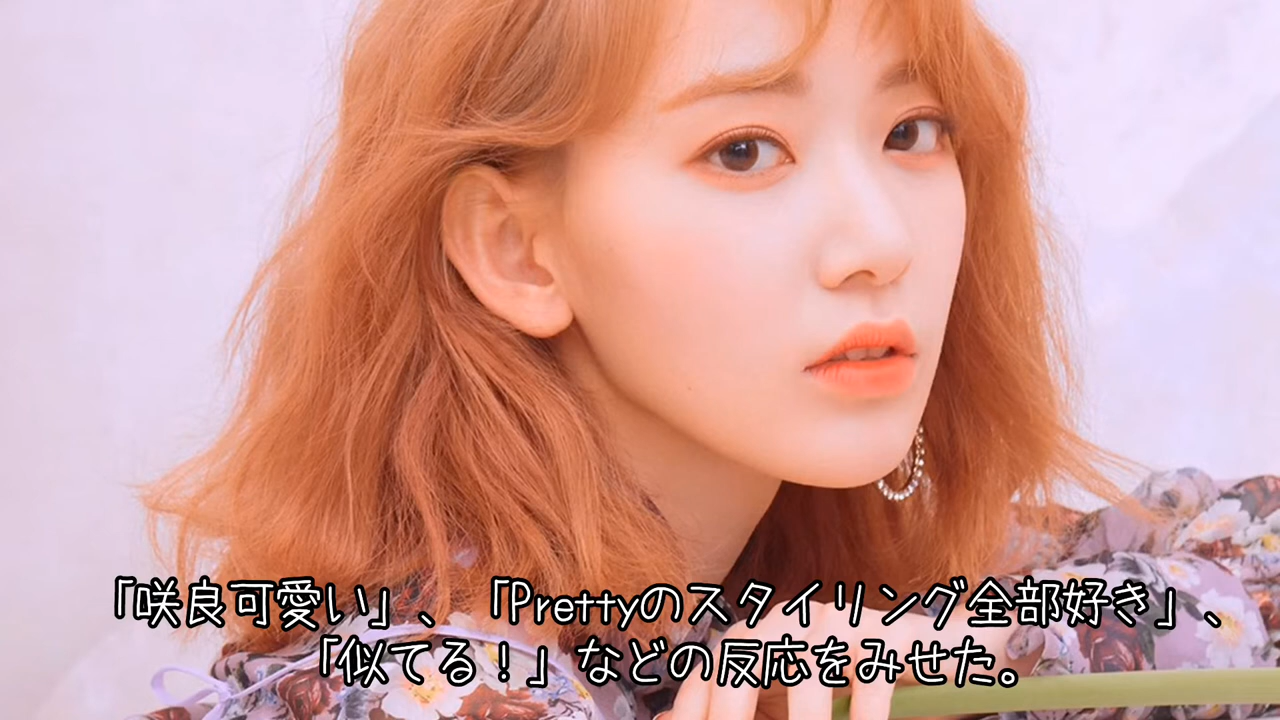 「咲良可愛い」、「Prettyのスタイリング全部好き」、
「似てる！」などの反応をみせた。